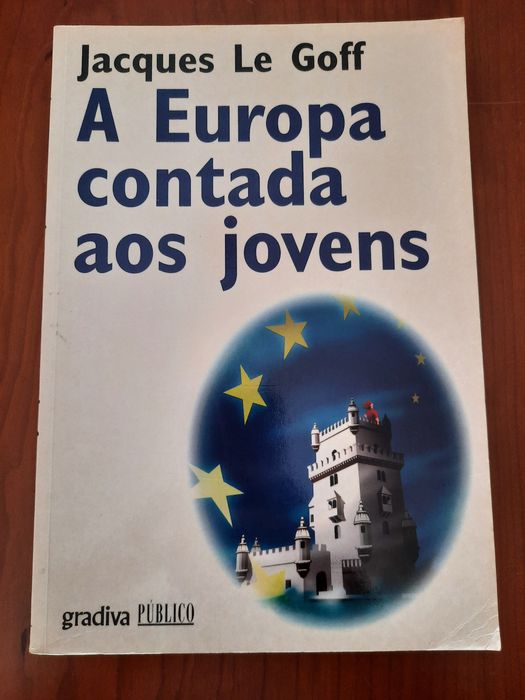 Jacques Le Goff
A Europa
contada
aos jovens
gradiva PÚBLICO